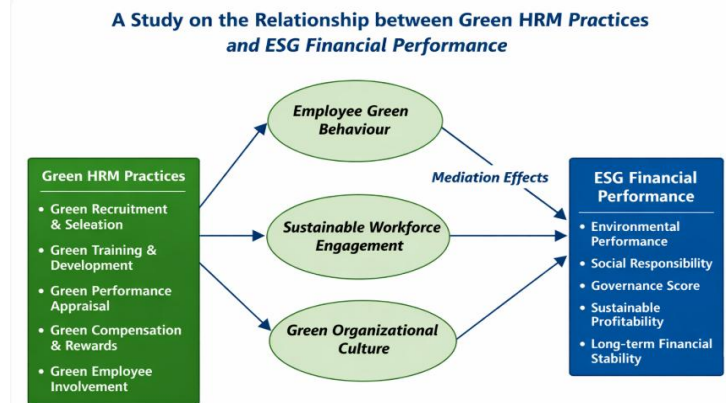 A Study on the Relationship between Green HRM Practices
and ESG Financial Performance
Employee Green
Behaviour
Mediation Effects
Green HRM Practices
• Green Recruitment
& Seleation
• Green Training &
Development
• Green Performance
Appraisal
• Green Compensation
& Rewards
• Green Employee
Involvement
Sustainable Workforce
Engagement
Green Organizational
Culture
ESG Financial
Performance
• Environmental
Performance
• Social Responsibility
• Governance Score
• Sustainable
Profitability
• Long-term Financial
Stability